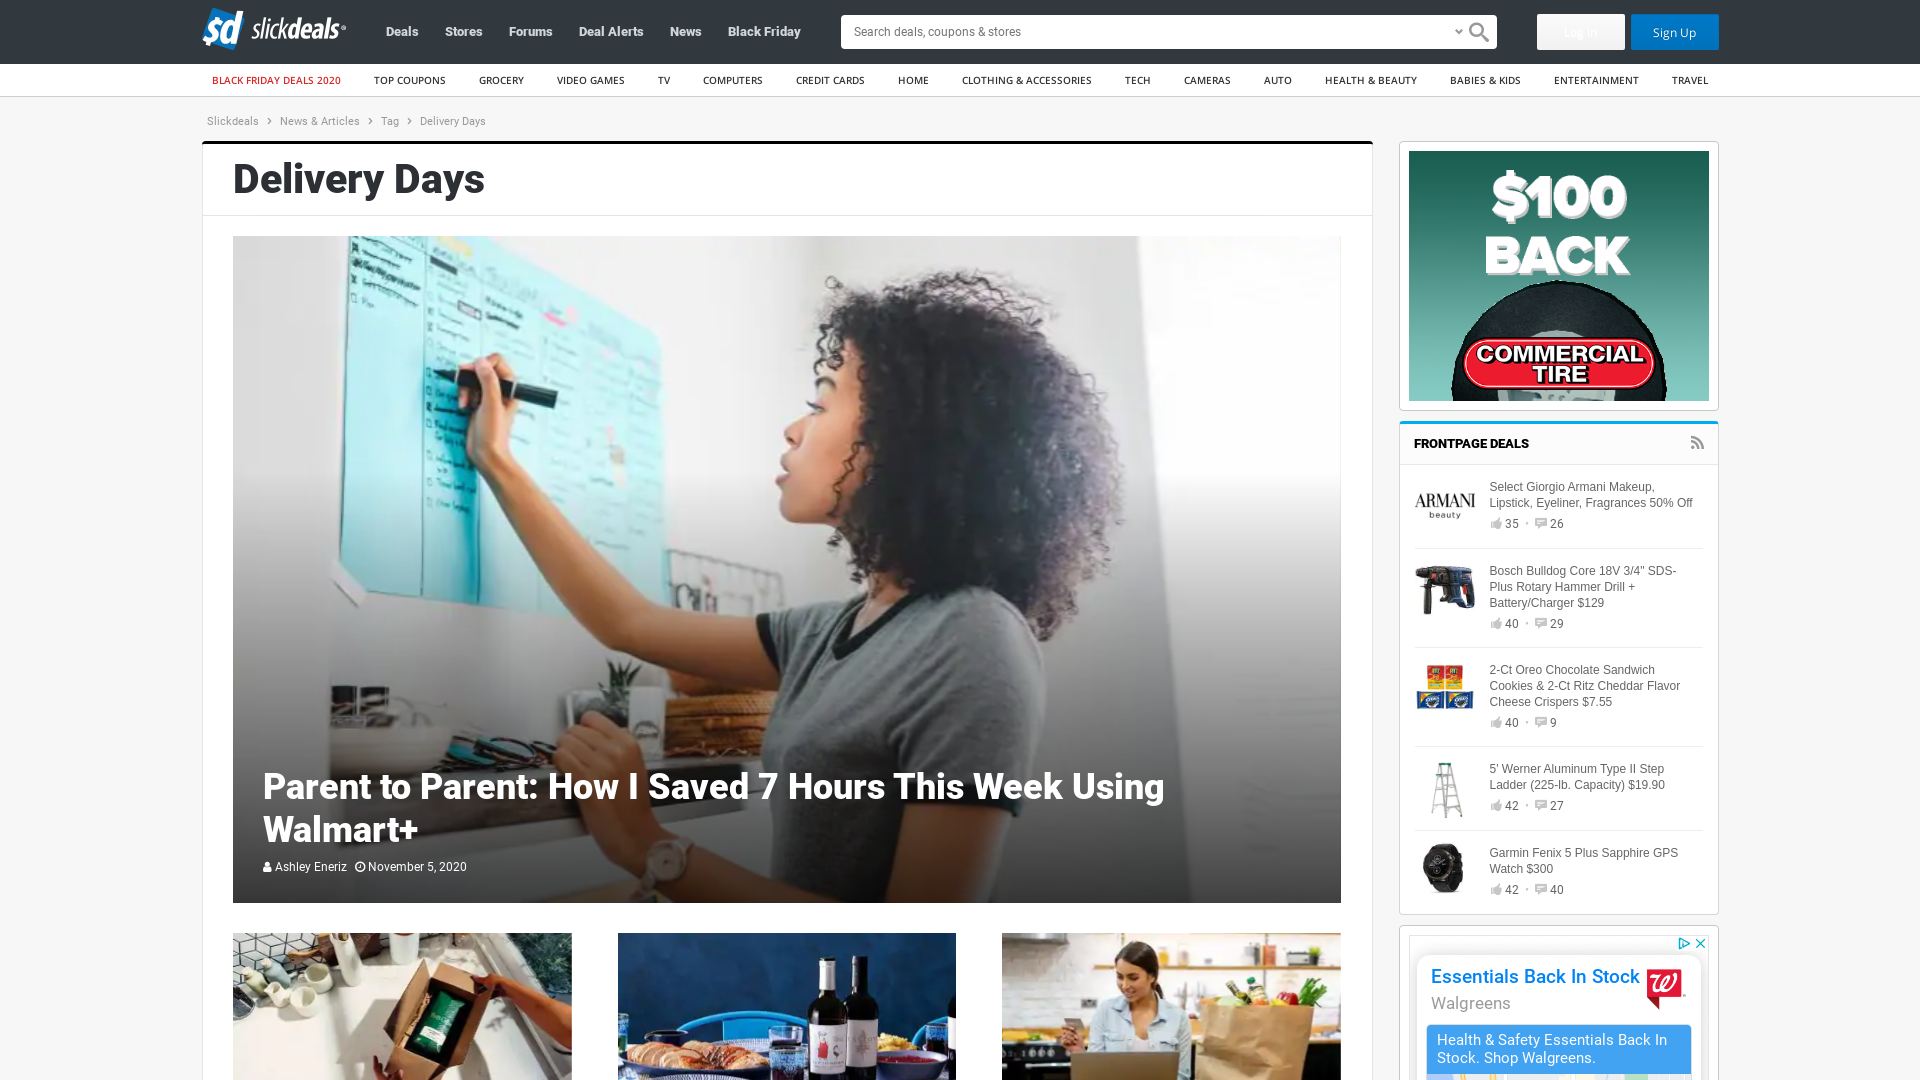 $d slickdeals
Deals
Stores
Forums
Deal Alerts
News
Black Friday
Search deals, coupons & stores
Log In
Sign Up
BLACK FRIDAY DEALS 2020
TOP COUPONS
GROCERY
VIDEO GAMES
TV
COMPUTERS
CREDIT CARDS
HOME
CLOTHING & ACCESSORIES
TECH
CAMERAS
AUTO
HEALTH & BEAUTY
BABIES & KIDS
ENTERTAINMENT
TRAVEL
Slickdeals > News & Articles > Tag > Delivery Days
Delivery Days
Parent to Parent: How I Saved 7 Hours This Week Using
Walmart+
Ashley Eneriz November 5, 2020
$100
BACK
COMMERCIAL
TIRE
FRONTPAGE DEALS
ARMANI
beauty
Select Giorgio Armani Makeup,
Lipstick, Eyeliner, Fragrances 50% Off
35 • 26
Bosch Bulldog Core 18V 3/4" SDS-
Plus Rotary Hammer Drill +
Battery/Charger $129
40 • 29
2-Ct Oreo Chocolate Sandwich
Cookies & 2-Ct Ritz Cheddar Flavor
Cheese Crispers $7.55
40 • 9
5' Werner Aluminum Type II Step
Ladder (225-lb. Capacity) $19.90
42 • 27
Garmin Fenix 5 Plus Sapphire GPS
Watch $300
42 • 40
Essentials Back In Stock
Walgreens
Health & Safety Essentials Back In
Stock. Shop Walgreens.